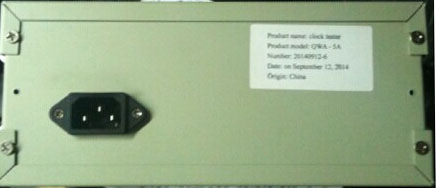 Product name: clock tester
Product model: QWA - 5A
Number: 20140912-6
Date: on September 12, 2014
Origin: China